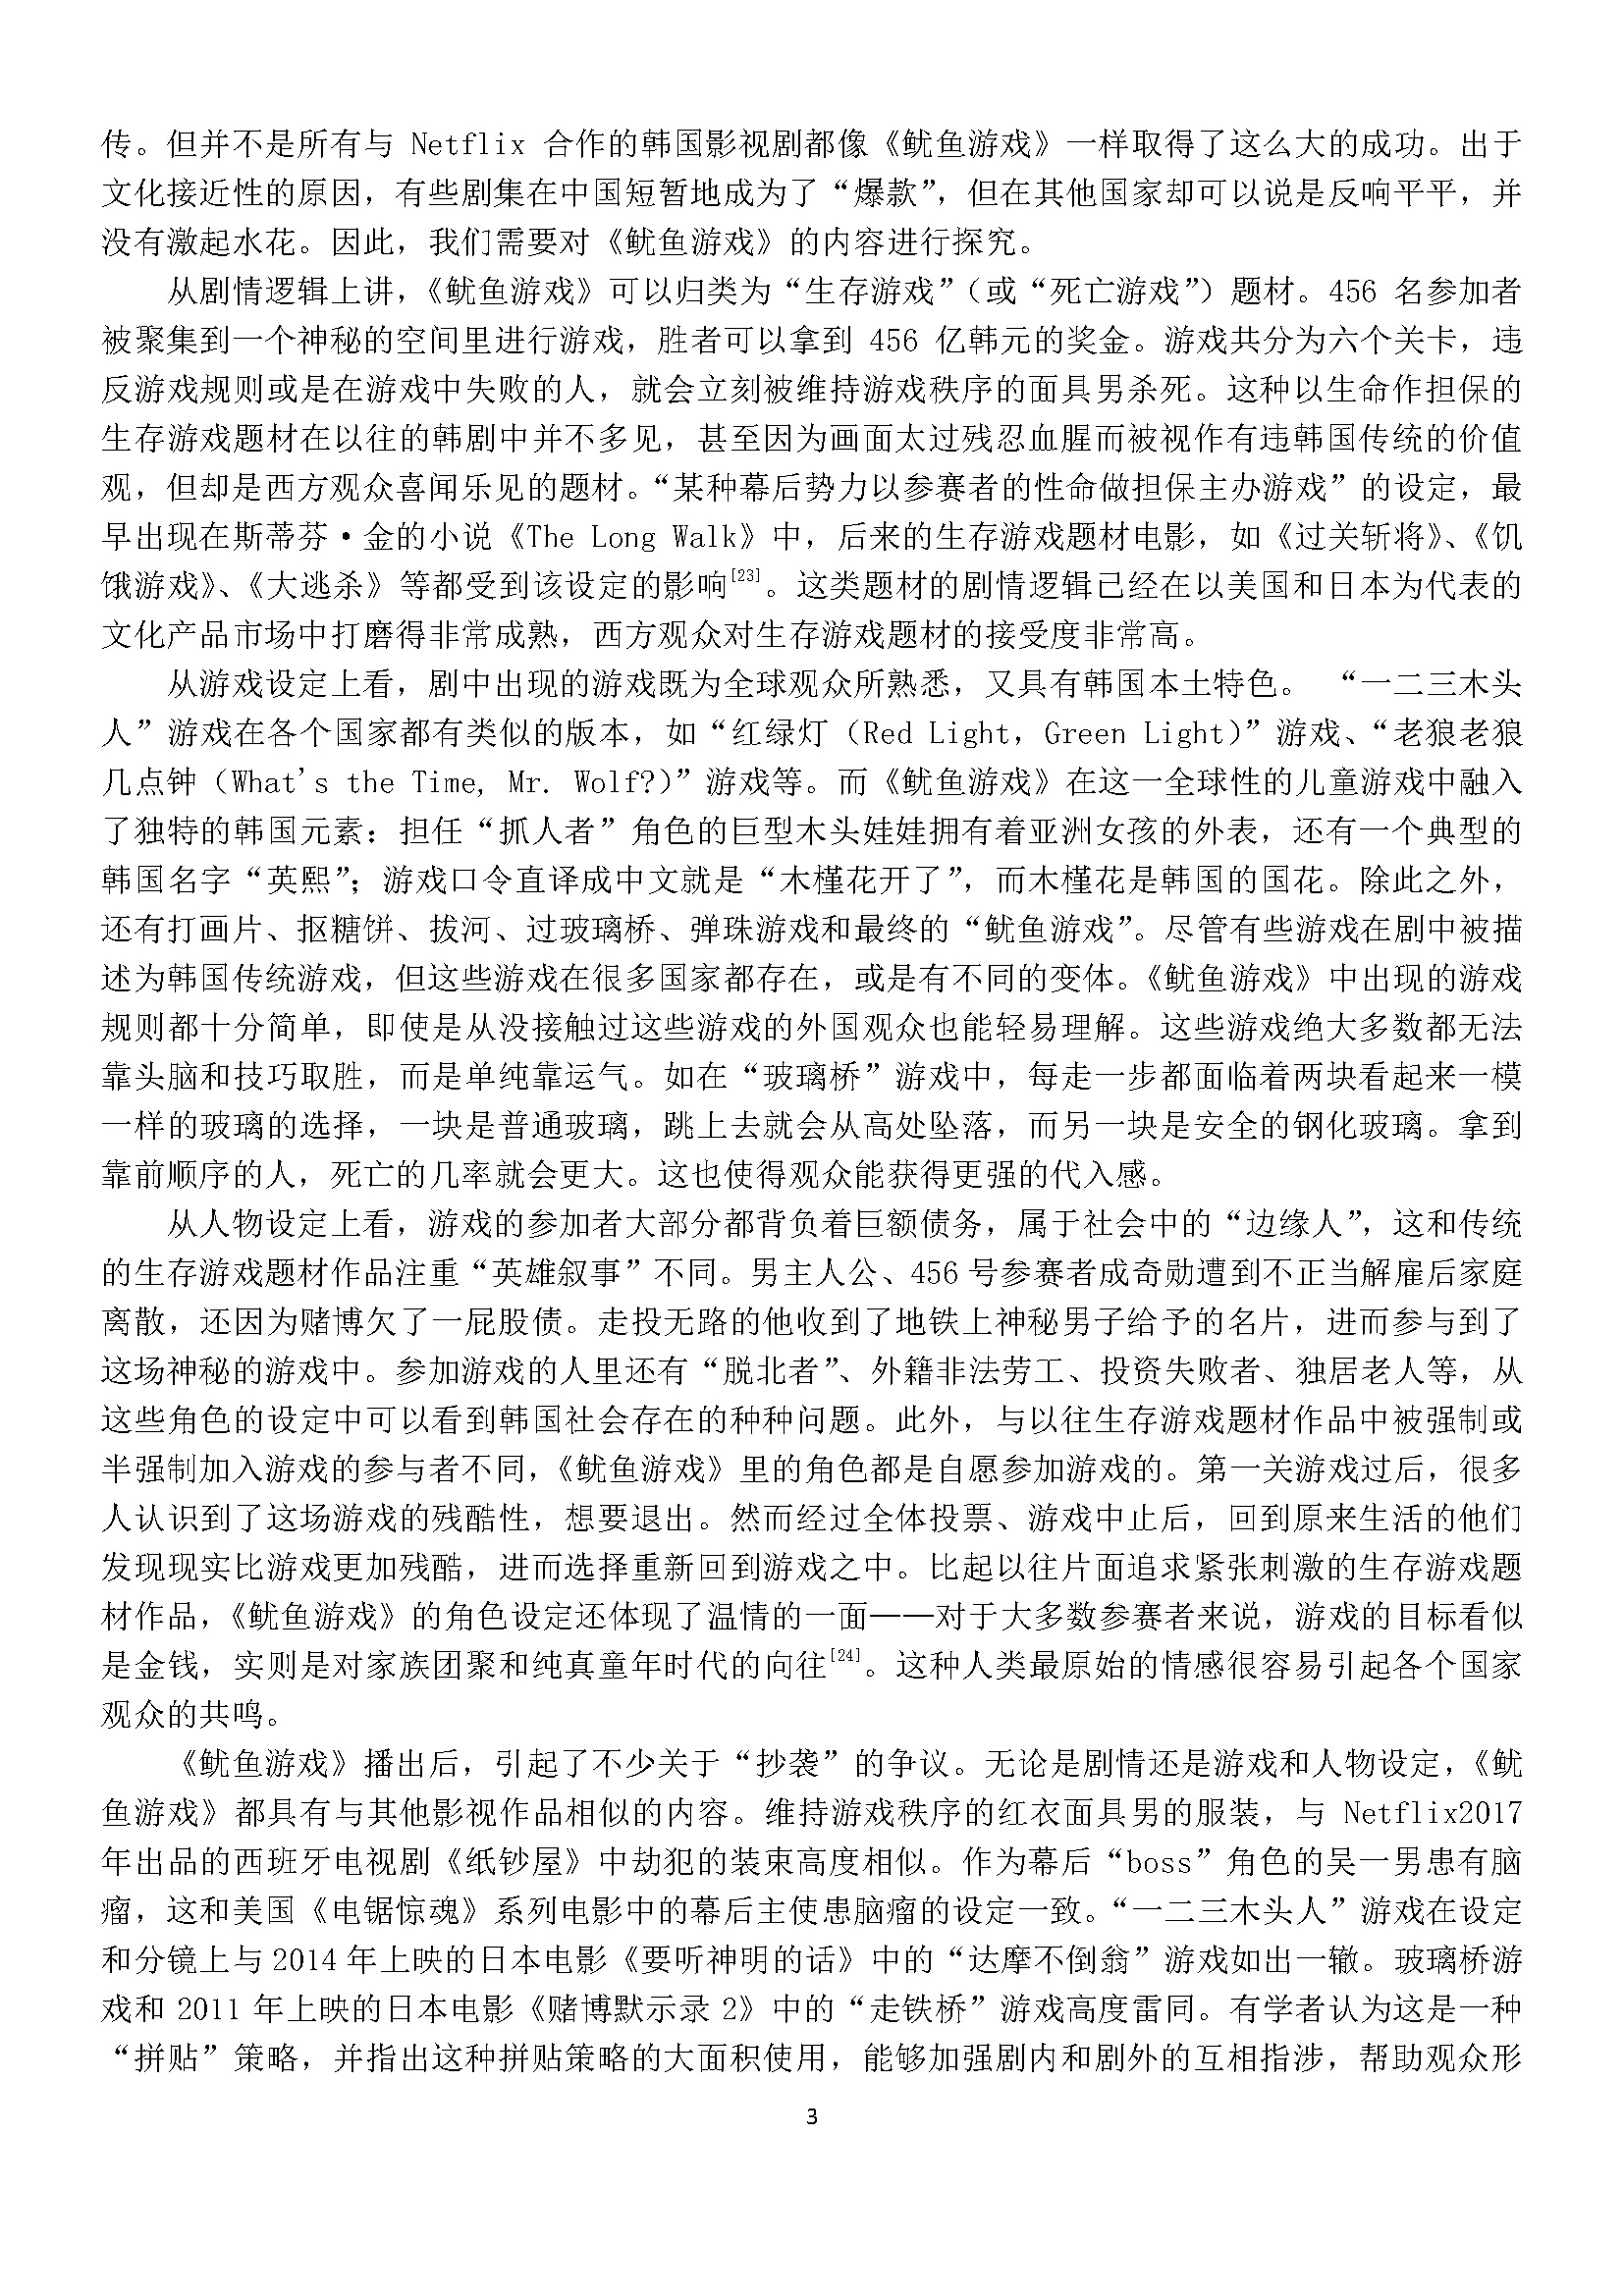 传。但并不是所有与 Netflix 合作的韩国影视剧都像《鱿鱼游戏》一样取得了这么大的成功。出于
文化接近性的原因，有些剧集在中国短暂地成为了“爆款”，但在其他国家却可以说是反响平平，并
没有激起水花。因此，我们需要对《鱿鱼游戏》的内容进行探究。
从剧情逻辑上讲，《鱿鱼游戏》可以归类为“生存游戏”（或“死亡游戏”）题材。456 名参加者
被聚集到一个神秘的空间里进行游戏，胜者可以拿到 456 亿韩元的奖金。游戏共分为六个关卡，违
反游戏规则或是在游戏中失败的人，就会立刻被维持游戏秩序的面具男杀死。这种以生命作担保的
生存游戏题材在以往的韩剧中并不多见，甚至因为画面太过残忍血腥而被视作有违韩国传统的价值
观，但却是西方观众喜闻乐见的题材。“某种幕后势力以参赛者的性命做担保主办游戏”的设定，最
早出现在斯蒂芬·金的小说《The Long Walk》中，后来的生存游戏题材电影，如《过关斩将》、《饥
饿游戏》、《大逃杀》等都受到该设定的影响[23]。这类题材的剧情逻辑已经在以美国和日本为代表的
文化产品市场中打磨得非常成熟，西方观众对生存游戏题材的接受度非常高。
从游戏设定上看，剧中出现的游戏既为全球观众所熟悉，又具有韩国本土特色。 “一二三木头
人”游戏在各个国家都有类似的版本，如“红绿灯（Red Light，Green Light）”游戏、“老狼老狼
几点钟（What's the Time, Mr. Wolf?）”游戏等。而《鱿鱼游戏》在这一全球性的儿童游戏中融入
了独特的韩国元素：担任“抓人者”角色的巨型木头娃娃拥有着亚洲女孩的外表，还有一个典型的
韩国名字“英熙”；游戏口令直译成中文就是“木槿花开了”，而木槿花是韩国的国花。除此之外，
还有打画片、抠糖饼、拔河、过玻璃桥、弹珠游戏和最终的“鱿鱼游戏”。尽管有些游戏在剧中被描
述为韩国传统游戏，但这些游戏在很多国家都存在，或是有不同的变体。《鱿鱼游戏》中出现的游戏
规则都十分简单，即使是从没接触过这些游戏的外国观众也能轻易理解。这些游戏绝大多数都无法
靠头脑和技巧取胜，而是单纯靠运气。如在“玻璃桥”游戏中，每走一步都面临着两块看起来一模
一样的玻璃的选择，一块是普通玻璃，跳上去就会从高处坠落，而另一块是安全的钢化玻璃。拿到
靠前顺序的人，死亡的几率就会更大。这也使得观众能获得更强的代入感。
从人物设定上看，游戏的参加者大部分都背负着巨额债务，属于社会中的“边缘人”，这和传统
的生存游戏题材作品注重“英雄叙事”不同。男主人公、456 号参赛者成奇勋遭到不正当解雇后家庭
离散，还因为赌博欠了一屁股债。走投无路的他收到了地铁上神秘男子给予的名片，进而参与到了
这场神秘的游戏中。参加游戏的人里还有“脱北者”、外籍非法劳工、投资失败者、独居老人等，从
这些角色的设定中可以看到韩国社会存在的种种问题。此外，与以往生存游戏题材作品中被强制或
半强制加入游戏的参与者不同，《鱿鱼游戏》里的角色都是自愿参加游戏的。第一关游戏过后，很多
人认识到了这场游戏的残酷性，想要退出。然而经过全体投票、游戏中止后，回到原来生活的他们
发现现实比游戏更加残酷，进而选择重新回到游戏之中。比起以往片面追求紧张刺激的生存游戏题
材作品，《鱿鱼游戏》的角色设定还体现了温情的一面——对于大多数参赛者来说，游戏的目标看似
是金钱，实则是对家族团聚和纯真童年时代的向往[24]。这种人类最原始的情感很容易引起各个国家
观众的共鸣。
《鱿鱼游戏》播出后，引起了不少关于“抄袭”的争议。无论是剧情还是游戏和人物设定，《鱿
鱼游戏》都具有与其他影视作品相似的内容。维持游戏秩序的红衣面具男的服装，与 Netflix2017
年出品的西班牙电视剧《纸钞屋》中劫犯的装束高度相似。作为幕后“boss”角色的吴一男患有脑
瘤，这和美国《电锯惊魂》系列电影中的幕后主使患脑瘤的设定一致。“一二三木头人”游戏在设定
和分镜上与 2014 年上映的日本电影《要听神明的话》中的“达摩不倒翁”游戏如出一辙。玻璃桥游
戏和 2011 年上映的日本电影《赌博默示录 2》中的“走铁桥”游戏高度雷同。有学者认为这是一种
“拼贴”策略，并指出这种拼贴策略的大面积使用，能够加强剧内和剧外的互相指涉，帮助观众形
3